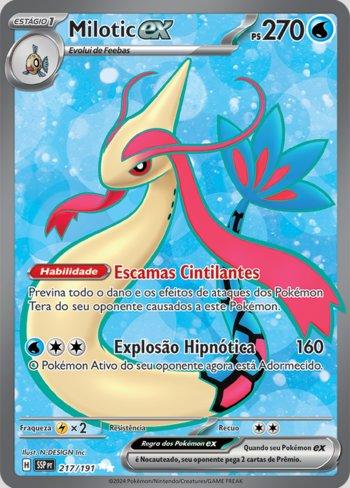 ESTÁGIO 1
Milotic ex
PS 270
Evolui de Feebas
Habilidade Escamas Cintilantes
Previna todo o dano e os efeitos de ataques dos Pokémon
Tera do seu oponente causados a este Pokémon.
Explosão Hipnótica 160
O Pokémon Ativo do seu oponente agora está Adormecido.
Fraqueza ×2 Resistência Recuo
Ilust. N-DESIGN Inc.
Regra dos Pokémon ex
Quando seu Pokémon ex
é Nocauteado, seu oponente pega 2 cartas de Prêmio.
H SSP PT 217/191
©2024 Pokémon/Nintendo/Creatures/GAME FREAK